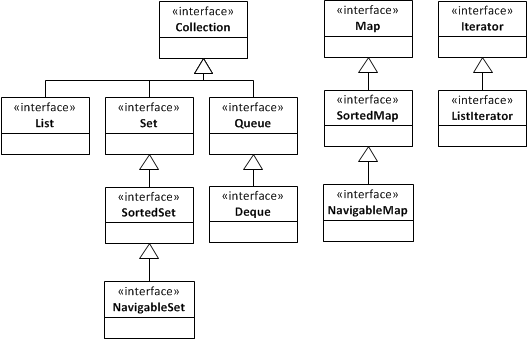 «interface»
Collection
«interface»
Map
«interface»
Iterator
«interface»
List
«interface»
Set
«interface»
Queue
«interface»
SortedMap
«interface»
ListIterator
«interface»
SortedSet
«interface»
Deque
«interface»
NavigableMap
«interface»
NavigableSet